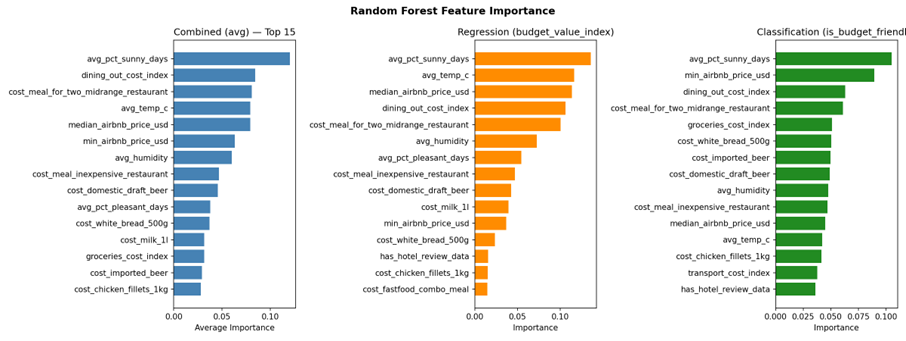 Random Forest Feature Importance
Combined (avg) — Top 15
avg_pct_sunny_days
dining_out_cost_index
cost_meal_for_two_midrange_restaurant
avg_temp_c
median_airbnb_price_usd
min_airbnb_price_usd
avg_humidity
cost_meal_inexpensive_restaurant
cost_domestic_draft_beer
avg_pct_pleasant_days
cost_white_bread_500g
cost_milk_1l
groceries_cost_index
cost_imported_beer
cost_chicken_fillets_1kg
0.00 0.05 0.10
Average Importance
Regression (budget_value_index)
avg_pct_sunny_days
avg_temp_c
median_airbnb_price_usd
dining_out_cost_index
cost_meal_for_two_midrange_restaurant
avg_humidity
avg_pct_pleasant_days
cost_meal_inexpensive_restaurant
cost_domestic_draft_beer
cost_milk_1l
min_airbnb_price_usd
cost_white_bread_500g
has_hotel_review_data
cost_chicken_fillets_1kg
cost_fastfood_combo_meal
0.00 0.05 0.10
Importance
Classification (is_budget_friendl
avg_pct_sunny_days
min_airbnb_price_usd
dining_out_cost_index
cost_meal_for_two_midrange_restaurant
groceries_cost_index
cost_white_bread_500g
cost_imported_beer
cost_domestic_draft_beer
avg_humidity
cost_meal_inexpensive_restaurant
median_airbnb_price_usd
avg_temp_c
cost_chicken_fillets_1kg
transport_cost_index
has_hotel_review_data
0.000 0.025 0.050 0.075 0.100
Importance